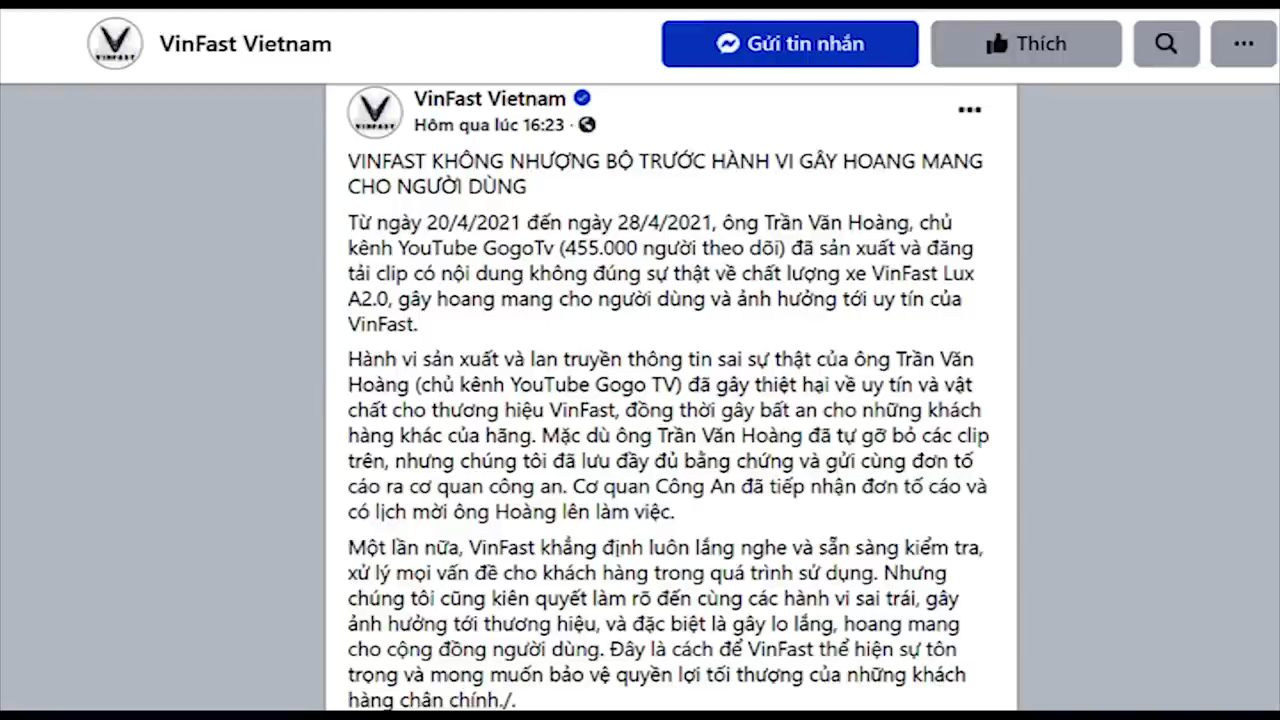 VINFAST
VinFast Vietnam
Gửi tin nhắn
Thích
VINFAST
VinFast Vietnam
Hôm qua lúc 16:23 ·
VINFAST KHÔNG NHƯỢNG BỘ TRƯỚC HÀNH VI GÂY HOANG MANG
CHO NGƯỜI DÙNG
Từ ngày 20/4/2021 đến ngày 28/4/2021, ông Trần Văn Hoàng, chủ
kênh YouTube GogoTv (455.000 người theo dõi) đã sản xuất và đăng
tải clip có nội dung không đúng sự thật về chất lượng xe VinFast Lux
A2.0, gây hoang mang cho người dùng và ảnh hưởng tới uy tín của
VinFast.
Hành vi sản xuất và lan truyền thông tin sai sự thật của ông Trần Văn
Hoàng (chủ kênh YouTube Gogo TV) đã gây thiệt hại về uy tín và vật
chất cho thương hiệu VinFast, đồng thời gây bất an cho những khách
hàng khác của hãng. Mặc dù ông Trần Văn Hoàng đã tự gỡ bỏ các clip
trên, nhưng chúng tôi đã lưu đầy đủ bằng chứng và gửi cùng đơn tố
cáo ra cơ quan công an. Cơ quan Công An đã tiếp nhận đơn tố cáo và
có lịch mời ông Hoàng lên làm việc.
Một lần nữa, VinFast khẳng định luôn lắng nghe và sẵn sàng kiểm tra,
xử lý mọi vấn đề cho khách hàng trong quá trình sử dụng. Nhưng
chúng tôi cũng kiên quyết làm rõ đến cùng các hành vi sai trái, gây
ảnh hưởng tới thương hiệu, và đặc biệt là gây lo lắng, hoang mang
cho cộng đồng người dùng. Đây là cách để VinFast thể hiện sự tôn
trọng và mong muốn bảo vệ quyền lợi tối thượng của những khách
hàng chân chính./.